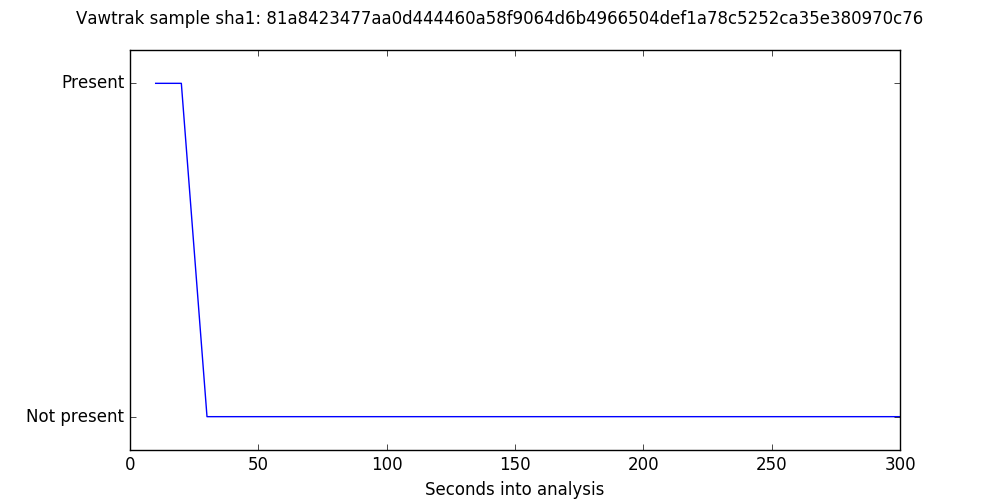 Vawtrak sample sha1: 81a8423477aa0d444460a58f9064d6b4966504def1a78c5252ca35e380970c76
Present
Not present
0 50 100 150 200 250 300
Seconds into analysis